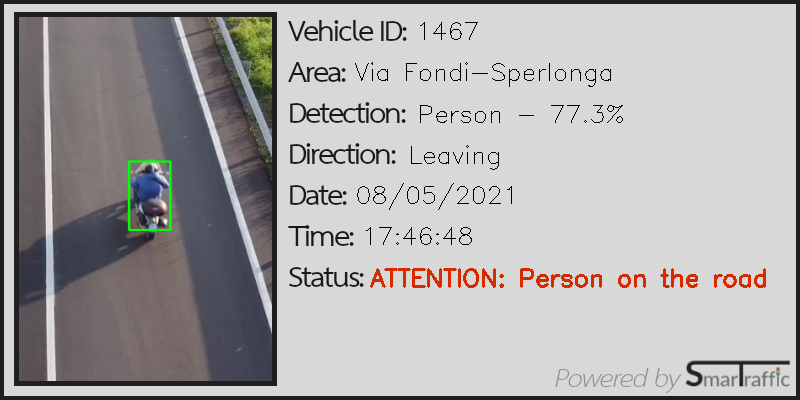 Vehicle ID: 1467
Area: Via Fondi-Sperlonga
Detection: Person - 77.3%
Direction: Leaving
Date: 08/05/2021
Time: 17:46:48
Status: ATTENTION: Person on the road
Powered by SmarTraffic